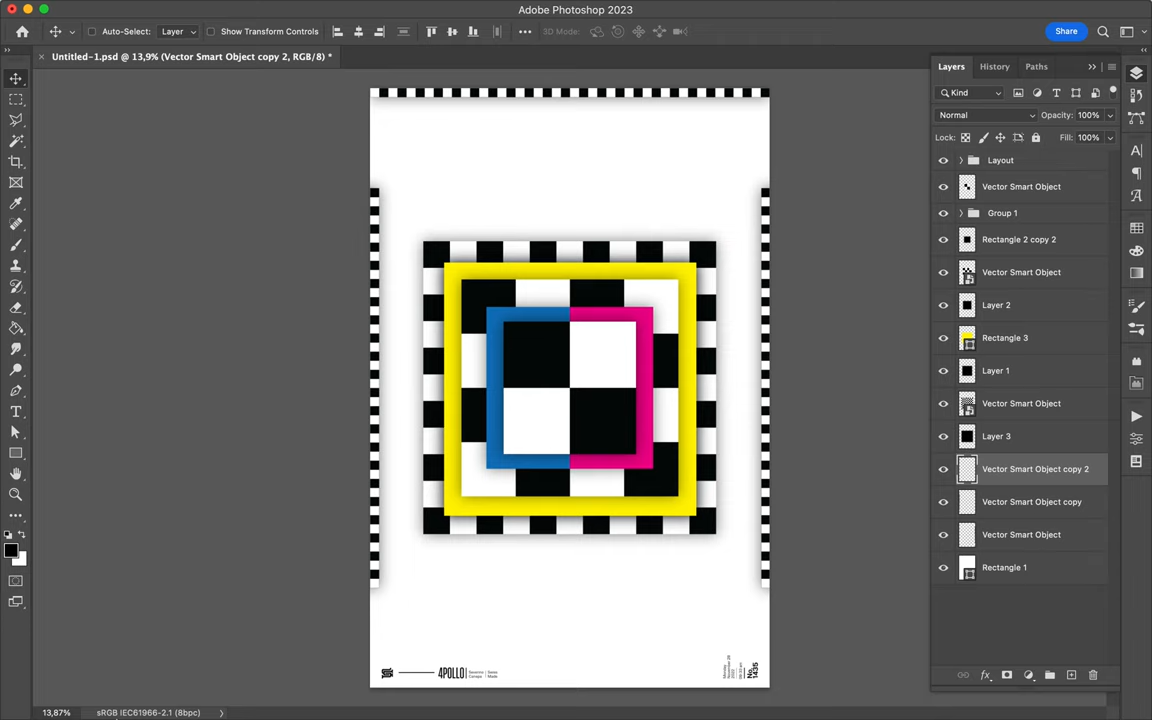 Adobe Photoshop 2023
Auto-Select:
Layer
Show Transform Controls
3D Mode:
Share
Untitled-1.psd @ 13,9% (Vector Smart Object copy 2, RGB/8) *
Layers
History
Paths
Kind
Normal
Opacity: 100%
Lock:
Fill: 100%
Layout
Vector Smart Object
Group 1
Rectangle 2 copy 2
Vector Smart Object
Layer 2
Rectangle 3
Layer 1
Vector Smart Object
Layer 3
Vector Smart Object copy 2
Vector Smart Object copy
Vector Smart Object
Rectangle 1
4POLLO
No. 1435
13,87%
sRGB IEC61966-2.1 (8bpc)